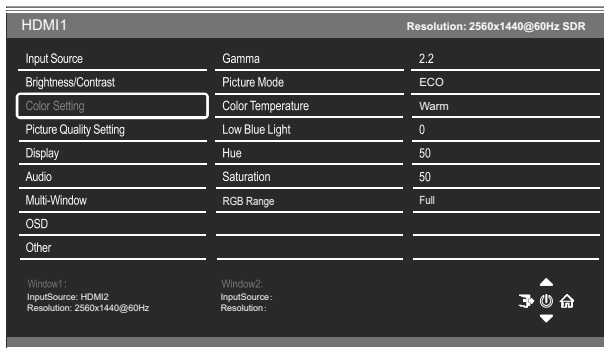 HDMI1 Resolution: 2560x1440@60Hz SDR
Input Source Gamma 2.2
Brightness/Contrast Picture Mode ECO
Color Setting Color Temperature Warm
Picture Quality Setting Low Blue Light 0
Display Hue 50
Audio Saturation 50
Multi-Window RGB Range Full
OSD
Other
Window1: Window2:
InputSource: HDMI2 InputSource:
Resolution: 2560x1440@60Hz Resolution: